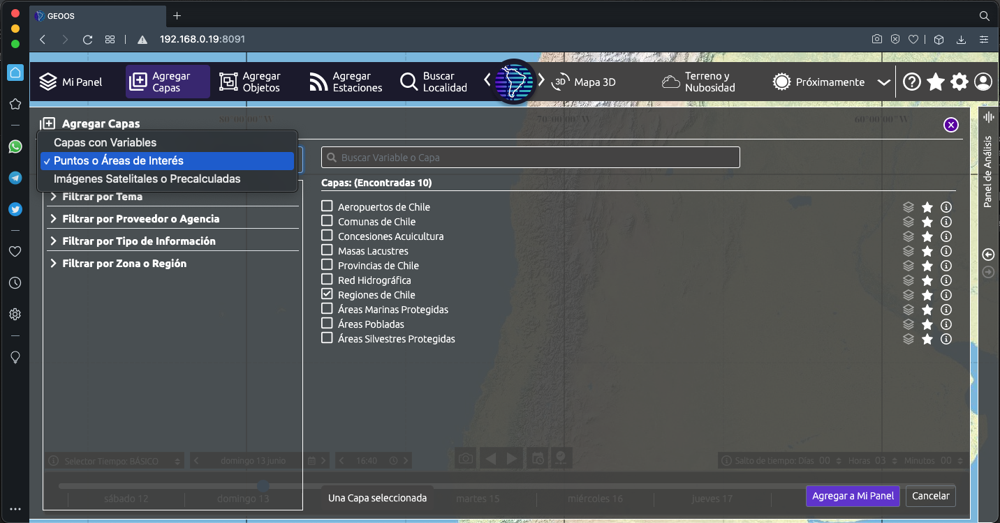 GEOOS
192.168.0.19:8091
Mi Panel
Agregar
Capas
Agregar
Objetos
Agregar
Estaciones
Buscar
Localidad
3D
Mapa 3D
Terreno y
Nubosidad
Próximamente
80°00'00"W
70°00'00"W
60°00'00"W
Agregar Capas
Capas con Variables
✓ Puntos o Áreas de Interés
Imágenes Satelitales o Precalculadas
Filtrar por Tema
Filtrar por Proveedor o Agencia
Filtrar por Tipo de Información
Filtrar por Zona o Región
Buscar Variable o Capa
Capas: (Encontradas 10)
Aeropuertos de Chile
Comunas de Chile
Concesiones Acuicultura
Masas Lacustres
Provincias de Chile
Red Hidrográfica
Regiones de Chile
Áreas Marinas Protegidas
Áreas Pobladas
Áreas Silvestres Protegidas
Panel de Análisis
Selector Tiempo: BÁSICO
domingo 13 junio
16:40
Salto de tiempo: Días 00 Horas 03 Minutos 00
sábado 12
domingo 13
martes 15
miércoles 16
jueves 17
Una Capa seleccionada
Agregar a Mi Panel
Cancelar